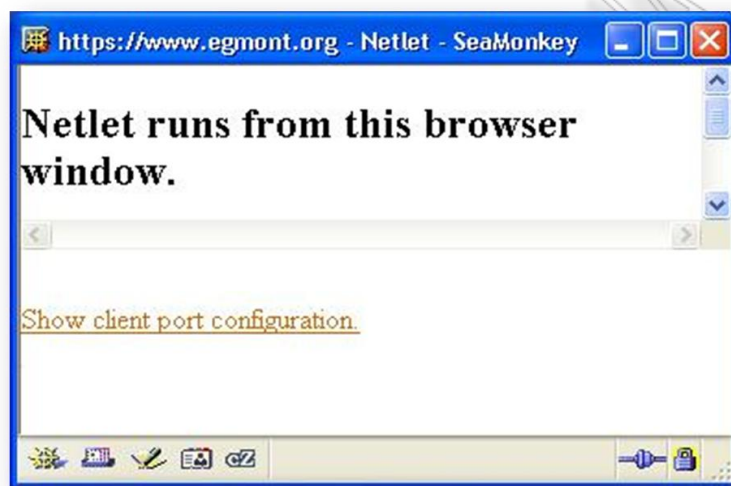 https://www.egmont.org - Netlet - SeaMonkey
Netlet runs from this browser
window.
Show client port configuration.